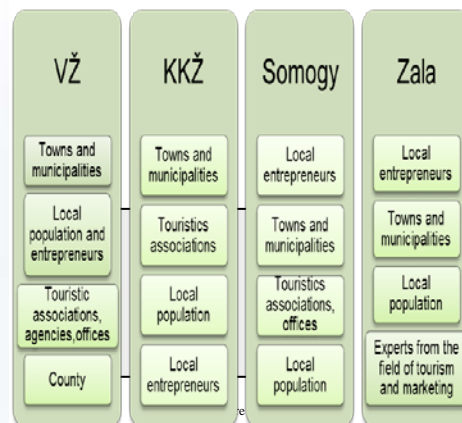 VŽ
Towns and
municipalities
Local
population and
entrepreneurs
Touristic
associations,
agencies,offices
County
KKŽ
Towns and
municipalities
Touristics
associations
Local
population
Local
entrepreneurs
Somogy
Local
entrepreneurs
Towns and
municipalities
Touristics
associations,
offices
Local
population
Zala
Local
entrepreneurs
Towns and
municipalities
Local
population
Experts from the
field of tourism
and marketing